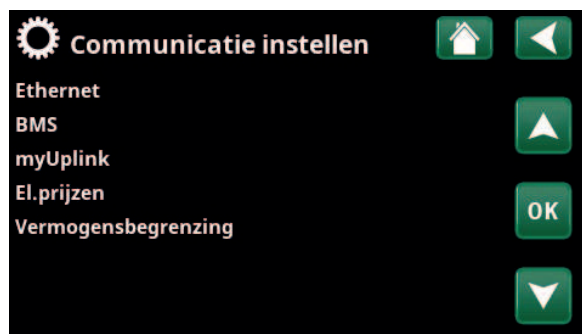 Communicatie instellen
Ethernet
BMS
myUplink
El.prijzen
OK
Vermogensbegrenzing